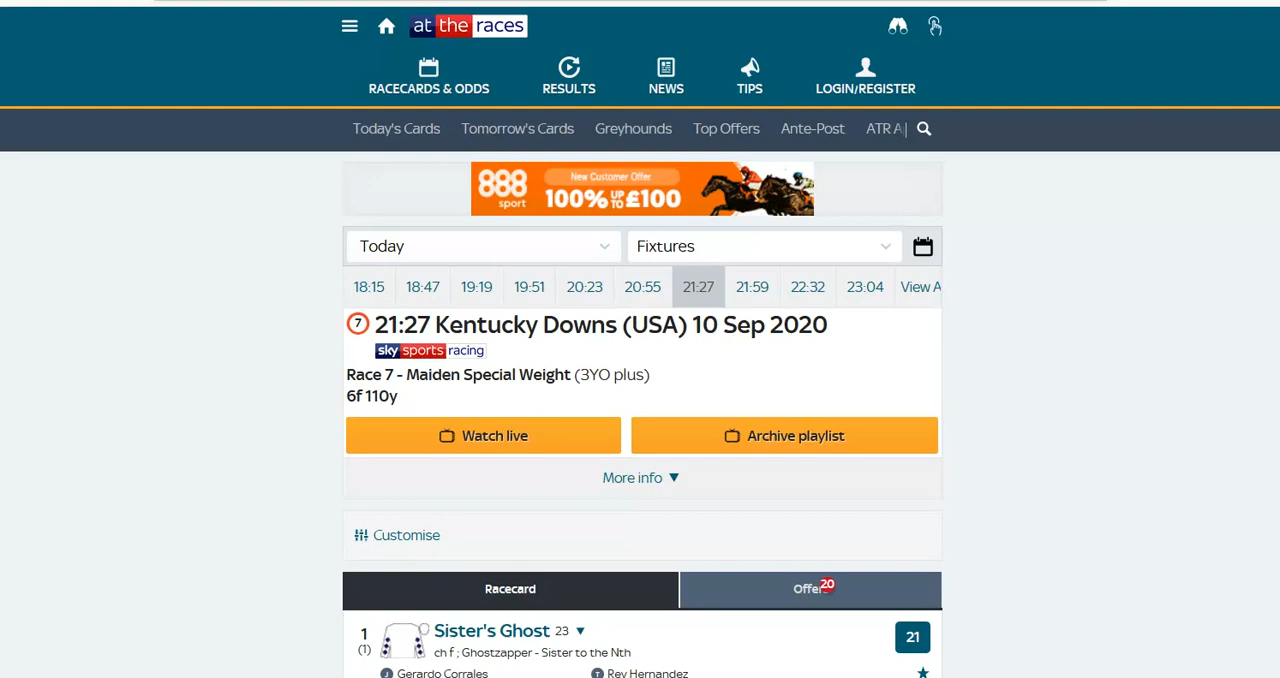 at the races
RACECARDS & ODDS RESULTS NEWS TIPS LOGIN/REGISTER
Today's Cards Tomorrow's Cards Greyhounds Top Offers Ante-Post ATR A
888 sport New Customer Offer 100% UP TO £100
Today Fixtures
18:15 18:47 19:19 19:51 20:23 20:55 21:27 21:59 22:32 23:04 View A
7 21:27 Kentucky Downs (USA) 10 Sep 2020
sky sports racing
Race 7 - Maiden Special Weight (3YO plus)
6f 110y
Watch live Archive playlist
More info ▼
Customise
Racecard Offer 20
1 Sister's Ghost 23 ▼ 21
(1) ch f ; Ghostzapper - Sister to the Nth
J Gerardo Corrales T Rey Hernandez